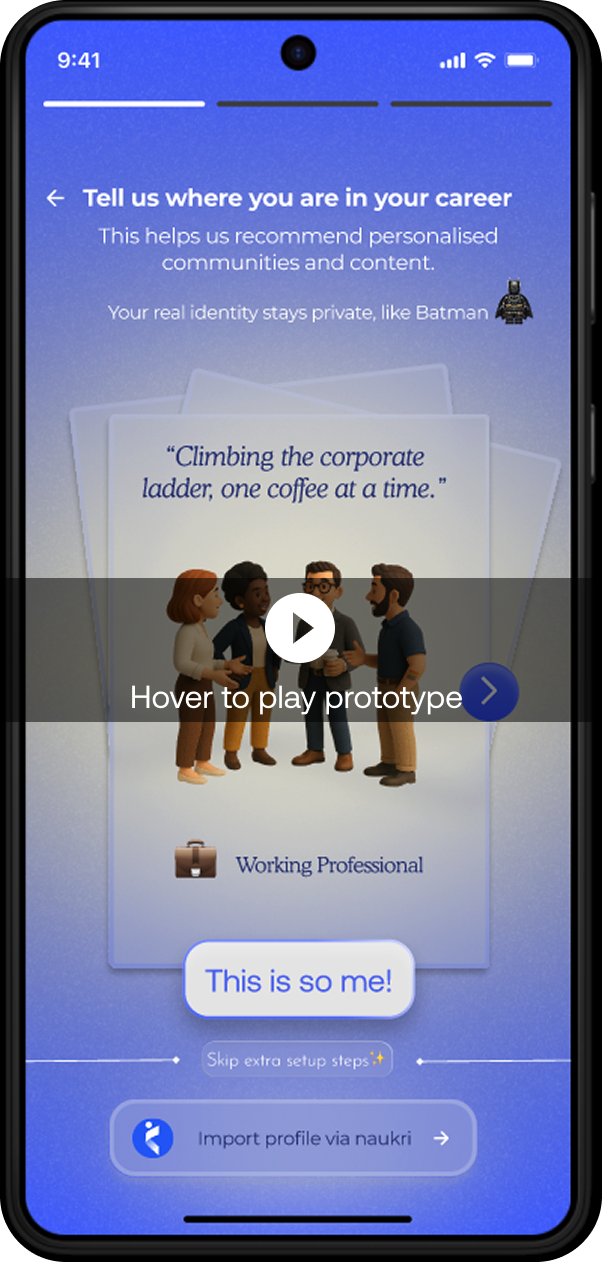 9:41
Tell us where you are in your career
This helps us recommend personalised
communities and content.
Your real identity stays private, like Batman
“Climbing the corporate
ladder, one coffee at a time.”
Hover to play prototype
Working Professional
This is so me!
Skip extra setup steps✨
Import profile via naukri